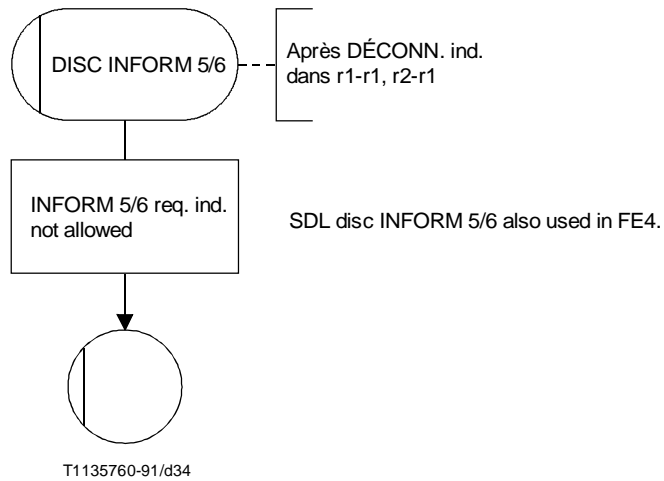 DISC INFORM 5/6
Après DÉCONN. ind.
dans r1-r1, r2-r1
INFORM 5/6 req. ind.
not allowed
SDL disc INFORM 5/6 also used in FE4.
T1135760-91/d34